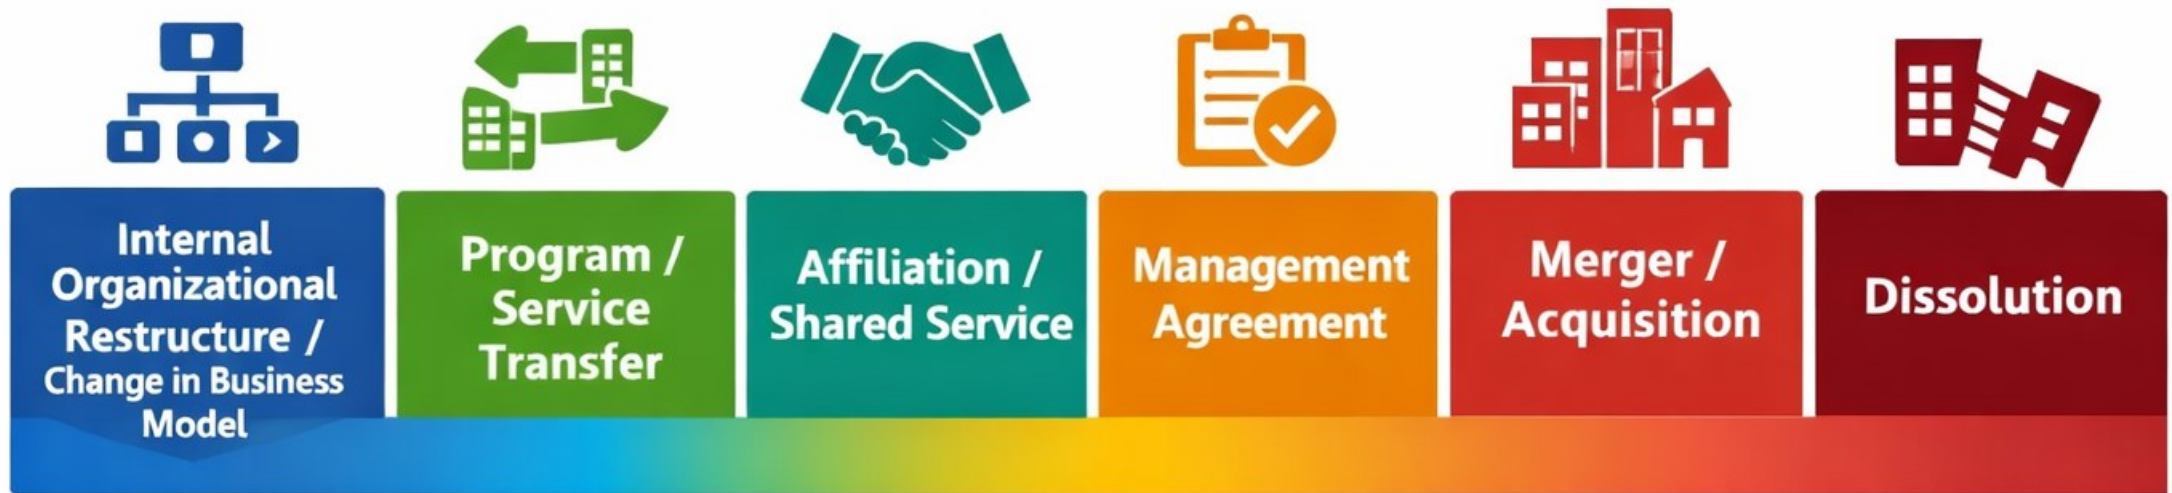 Internal
Organizational
Restructure /
Change in Business
Model
Program /
Service
Transfer
Affiliation /
Shared Service
Management
Agreement
Merger /
Acquisition
Dissolution